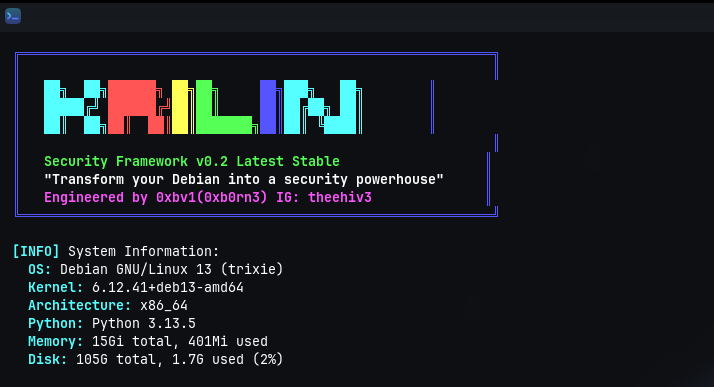 KRILIN
Security Framework v0.2 Latest Stable
"Transform your Debian into a security powerhouse"
Engineered by 0xbv1(0xb0rn3) IG: theehiv3
[INFO] System Information:
OS: Debian GNU/Linux 13 (trixie)
Kernel: 6.12.41+deb13-amd64
Architecture: x86_64
Python: Python 3.13.5
Memory: 15Gi total, 401Mi used
Disk: 105G total, 1.7G used (2%)